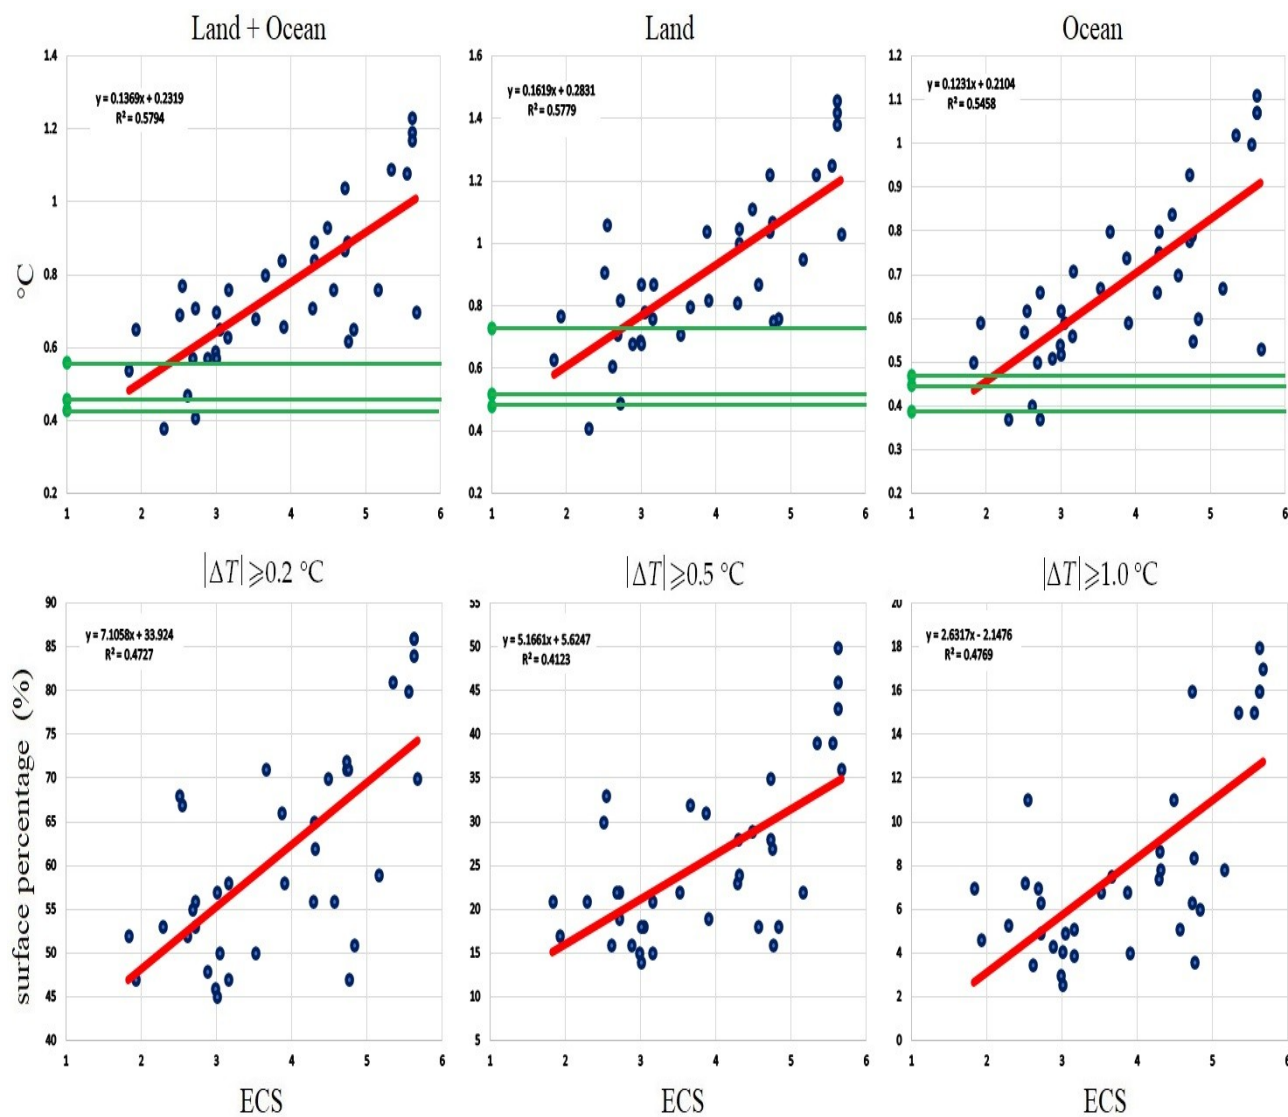 Land + Ocean
Land
Ocean
°C
1.4
1.2
1
0.8
0.6
0.4
0.2
y = 0.1369x + 0.2319
R² = 0.5794
1 2 3 4 5 6
1.6
1.4
1.2
1
0.8
0.6
0.4
0.2
y = 0.1619x + 0.2831
R² = 0.5779
1 2 3 4 5 6
1.2
1.1
1
0.9
0.8
0.7
0.6
0.5
0.4
0.3
0.2
y = 0.1231x + 0.2104
R² = 0.5458
1 2 3 4 5 6
|ΔT|⩾0.2 °C
|ΔT|⩾0.5 °C
|ΔT|⩾1.0 °C
surface percentage (%)
90
85
80
75
70
65
60
55
50
45
40
y = 7.1058x + 33.924
R² = 0.4727
1 2 3 4 5 6
ECS
55
50
45
40
35
30
25
20
15
10
5
y = 5.1661x + 5.6247
R² = 0.4123
1 2 3 4 5 6
ECS
20
18
16
14
12
10
8
6
4
2
0
y = 2.6317x - 2.1476
R² = 0.4769
1 2 3 4 5 6
ECS